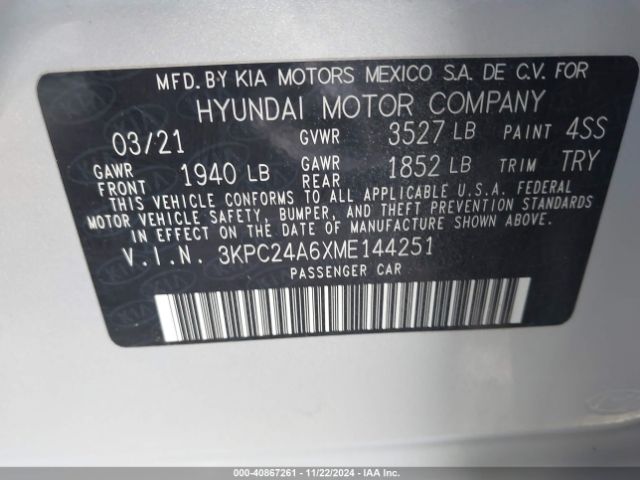 MFD. BY KIA MOTORS MEXICO S.A. DE C.V. FOR
HYUNDAI MOTOR COMPANY
03/21 GVWR 3527 LB PAINT 4SS
GAWR FRONT 1940 LB GAWR REAR 1852 LB TRIM TRY
THIS VEHICLE CONFORMS TO ALL APPLICABLE U.S.A. FEDERAL
MOTOR VEHICLE SAFETY, BUMPER, AND THEFT PREVENTION STANDARDS
IN EFFECT ON THE DATE OF MANUFACTURE SHOWN ABOVE.
V.I.N. 3KPC24A6XME144251
PASSENGER CAR
000-40867261 - 11/22/2024 - IAA Inc.